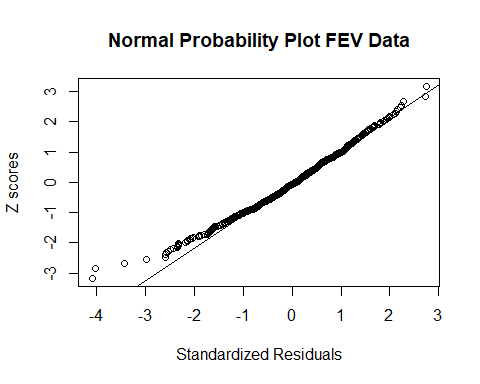 Normal Probability Plot FEV Data
3
2
1
0
-1
-2
-3
Z scores
-4 -3 -2 -1 0 1 2 3
Standardized Residuals